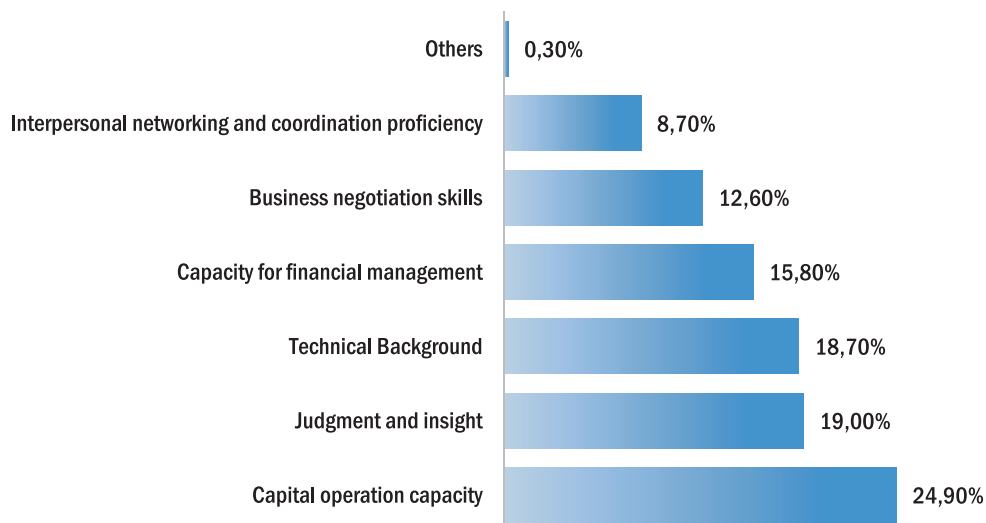 Others 0,30%
Interpersonal networking and coordination proficiency 8,70%
Business negotiation skills 12,60%
Capacity for financial management 15,80%
Technical Background 18,70%
Judgment and insight 19,00%
Capital operation capacity 24,90%